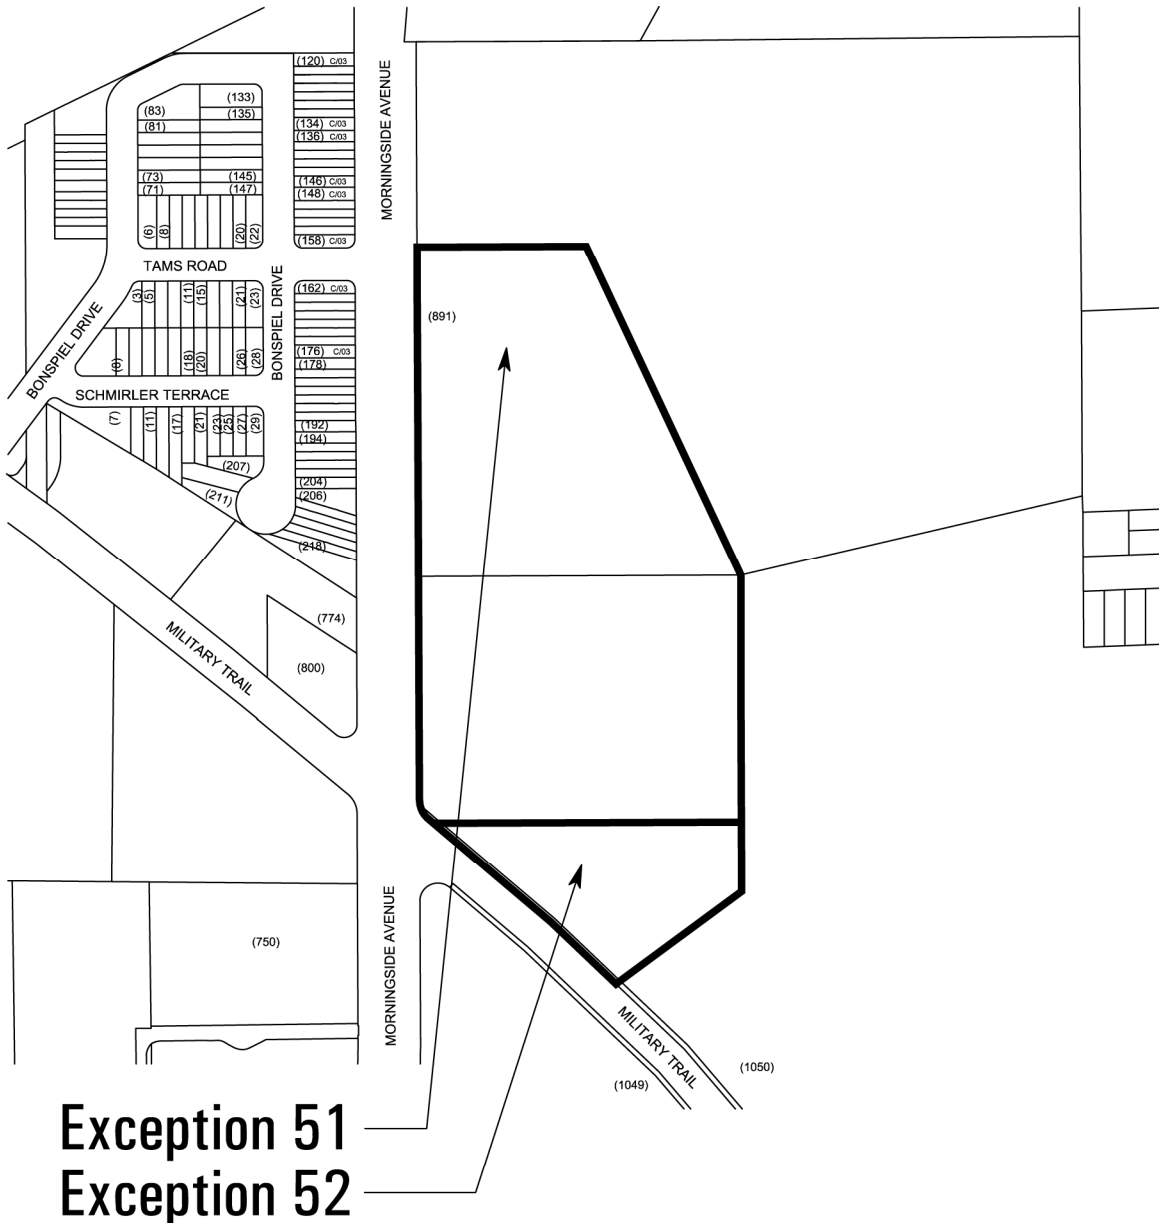 (120) C/03
(133)
(83)
(135)
(134) C/03
(81)
(136) C/03
MORNINGSIDE AVENUE
(73)
(145)
(146) C/03
(71)
(147)
(148) C/03
(6)
(8)
(20)
(22)
(158) C/03
TAMS ROAD
(3)
(5)
(11)
(15)
(21)
(23)
BONSPIEL DRIVE
(162) C/03
(891)
BONSPIEL DRIVE
(8)
(18)
(20)
(26)
(28)
(176) C/03
(178)
SCHMIRLER TERRACE
(7)
(11)
(17)
(21)
(23)
(25)
(27)
(29)
(192)
(194)
(207)
(204)
(211)
(206)
(218)
(774)
MILITARY TRAIL
(800)
MORNINGSIDE AVENUE
(750)
MILITARY TRAIL
(1050)
(1049)
Exception 51
Exception 52